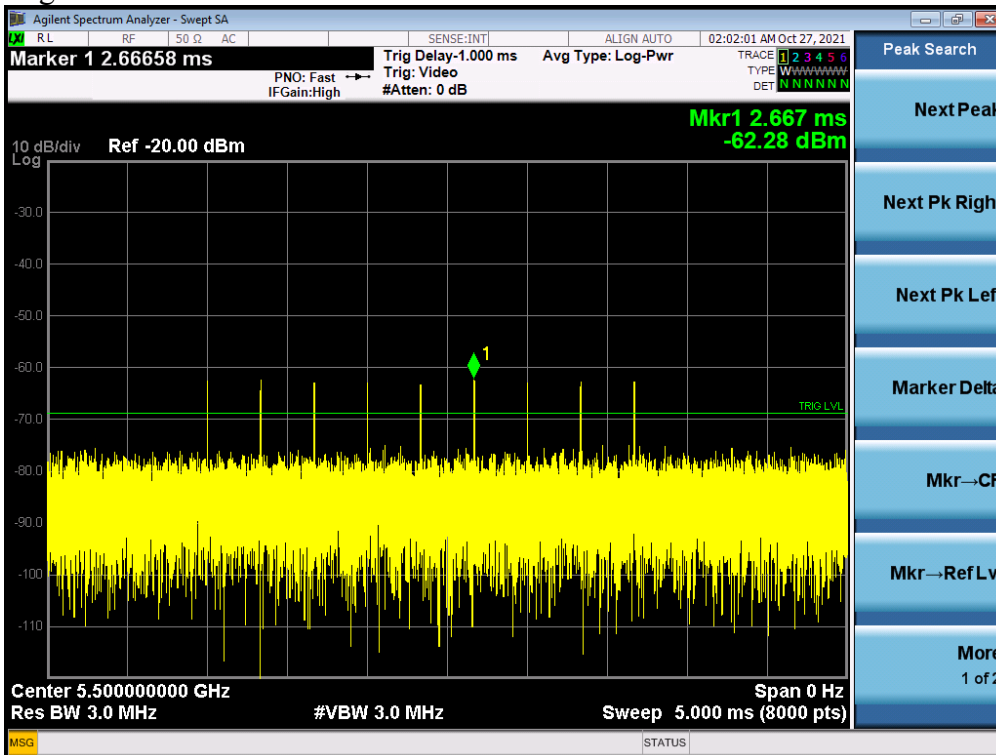 Agilent Spectrum Analyzer - Swept SA
LXI RL RF 50 Ω AC SENSE:INT ALIGN AUTO 02:02:01 AM Oct 27, 2021
Marker 1 2.66658 ms
PNO: Fast
IFGain:High
Trig Delay-1.000 ms
Trig: Video
#Atten: 0 dB
Avg Type: Log-Pwr
TRACE 1 2 3 4 5 6
TYPE WWWWWW
DET N N N N N N
Mkr1 2.667 ms
-62.28 dBm
10 dB/div Ref -20.00 dBm
Log
-30.0
-40.0
-50.0
-60.0
-70.0
-80.0
-90.0
-100
-110
1
TRIG LVL
Center 5.500000000 GHz
Span 0 Hz
Res BW 3.0 MHz
#VBW 3.0 MHz
Sweep 5.000 ms (8000 pts)
MSG
STATUS
Peak Search
Next Peak
Next Pk Righ
Next Pk Lef
Marker Delta
Mkr→CF
Mkr→Ref Lv
More
1 of 2